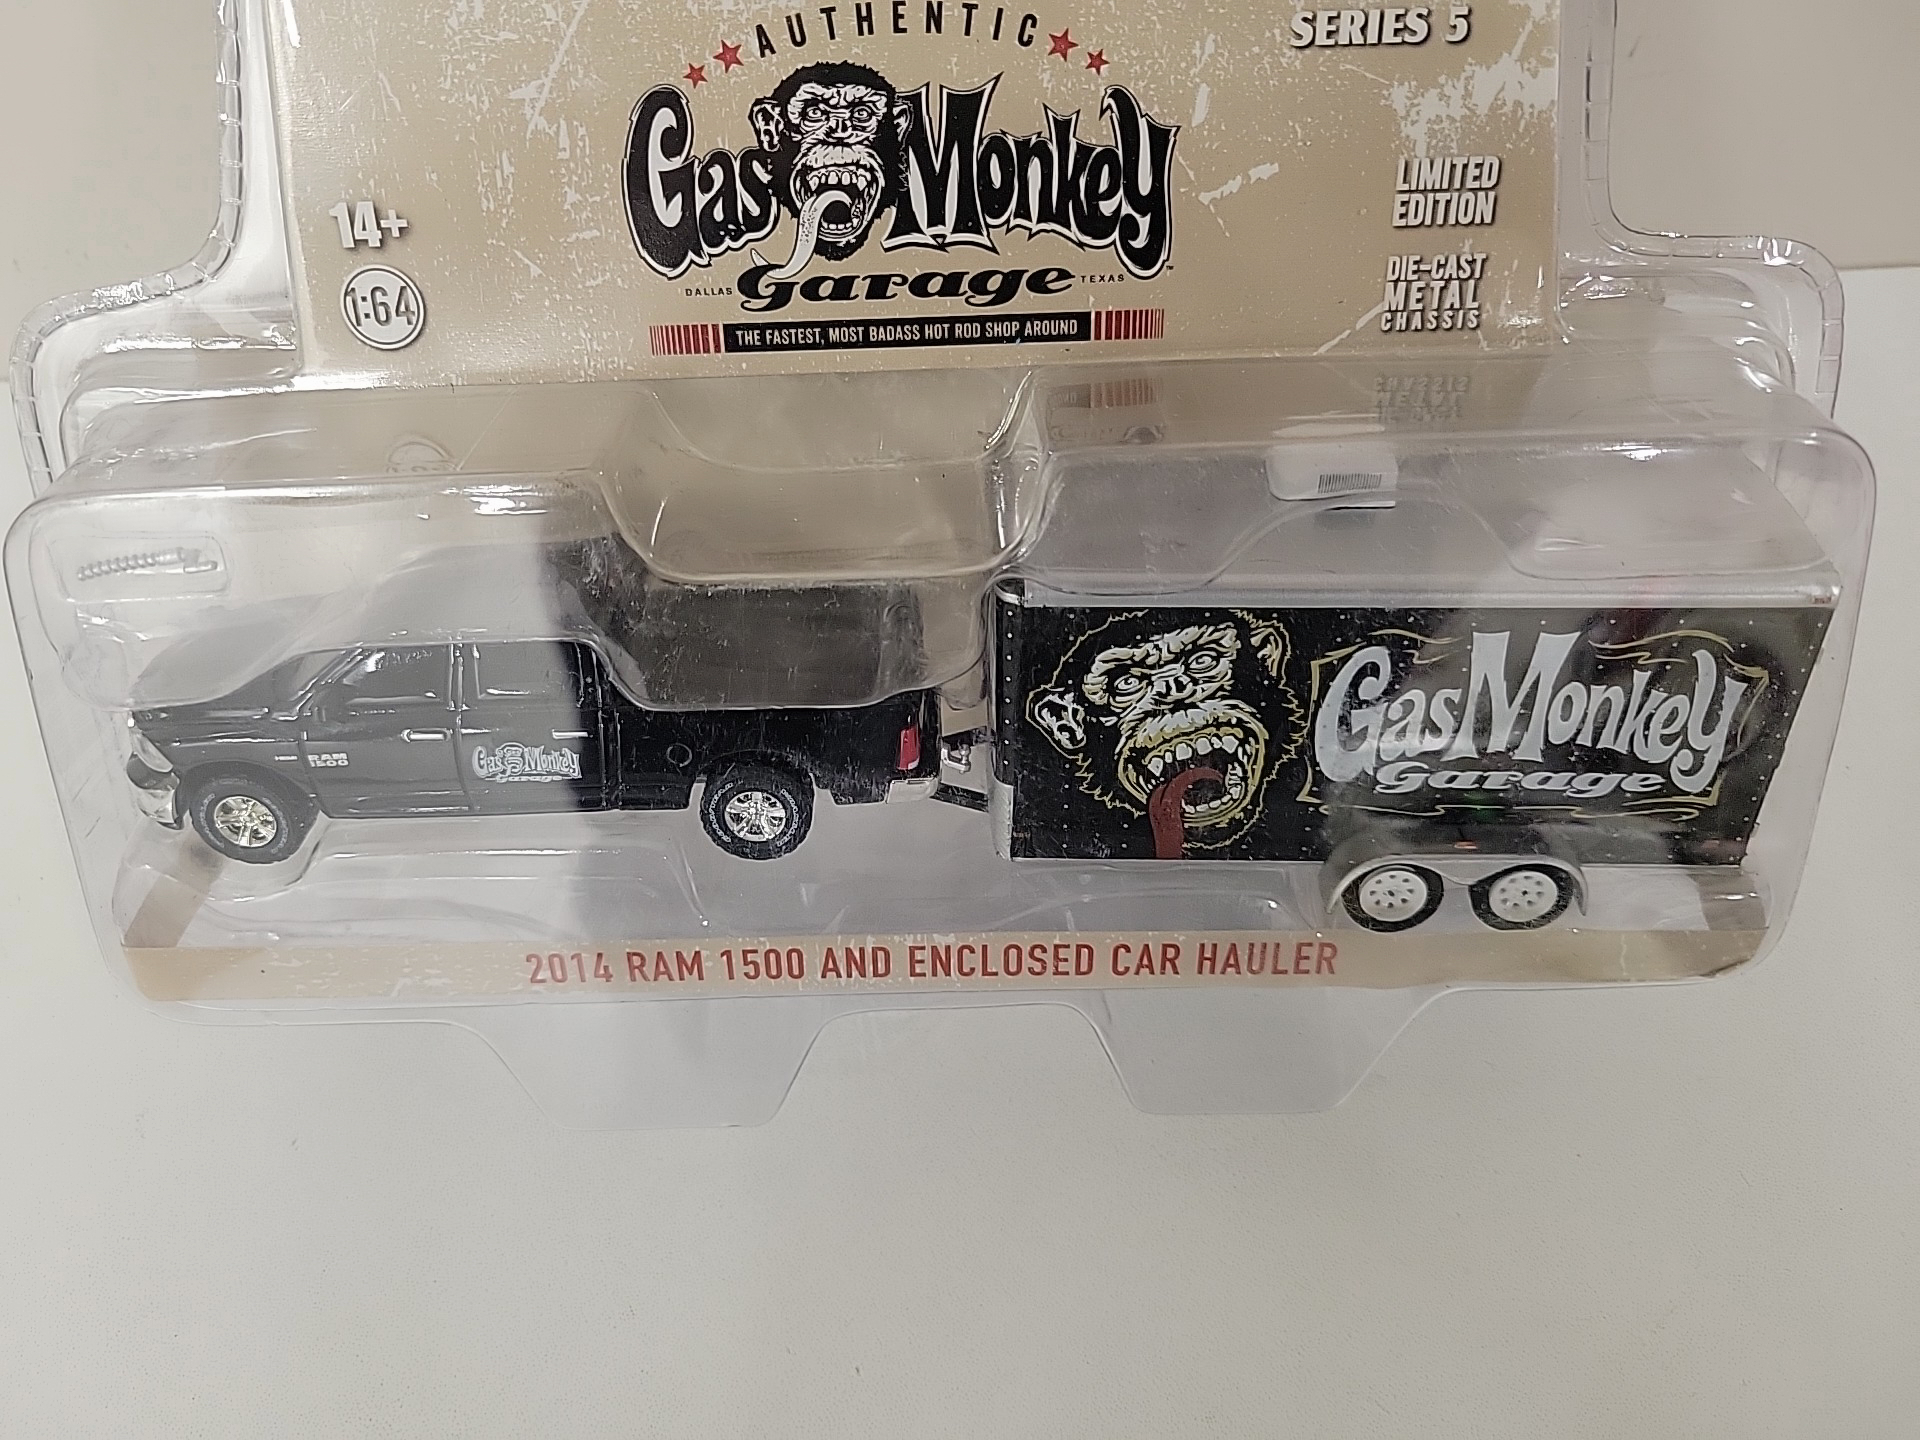 AUTHENTIC
SERIES 5
Gas Monkey
DALLAS Garage TEXAS
THE FASTEST, MOST BADASS HOT ROD SHOP AROUND
14+
1:64
LIMITED
EDITION
DIE-CAST
METAL
CHASSIS
HEMI RAM
1500
Gas Monkey
Garage
Gas Monkey
Garage
2014 RAM 1500 AND ENCLOSED CAR HAULER